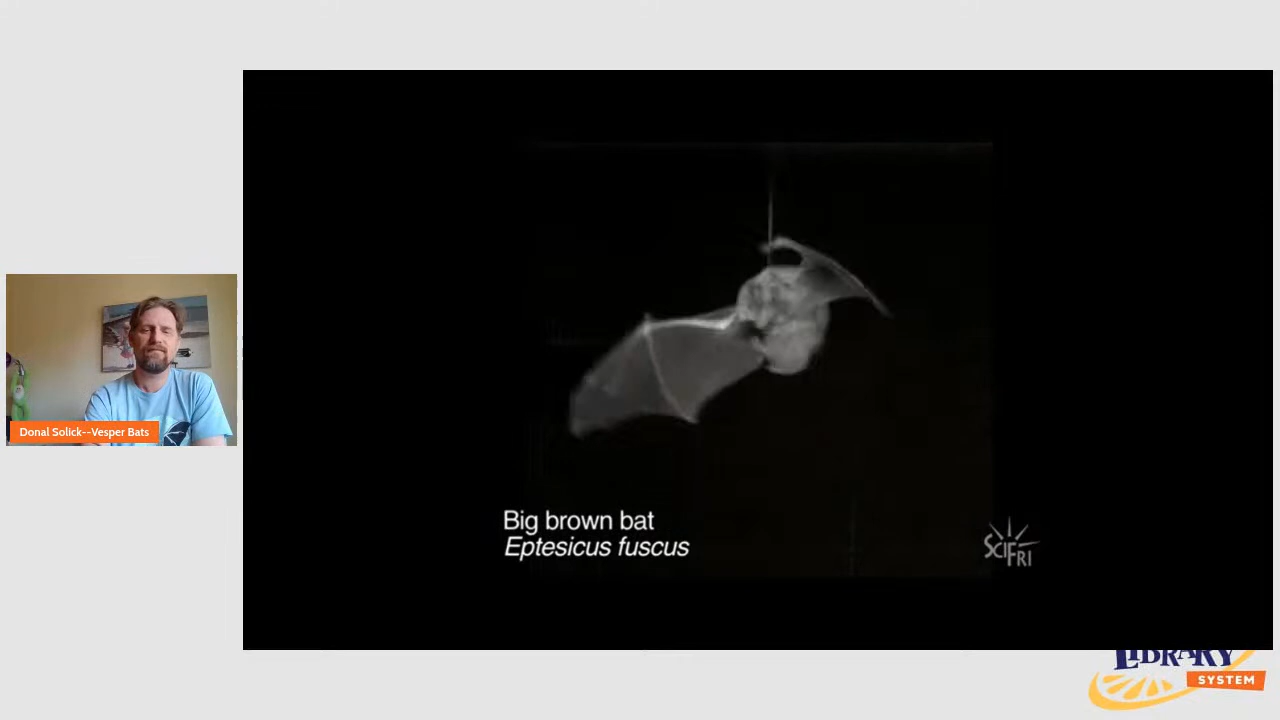 Donal Solick--Vesper Bats
Big brown bat
Eptesicus fuscus
SCIFRI
LIBRARY
SYSTEM